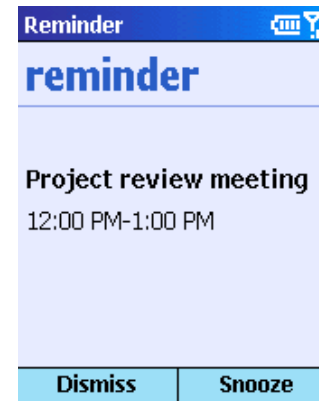 Reminder
reminder
Project review meeting
12:00 PM-1:00 PM
Dismiss Snooze